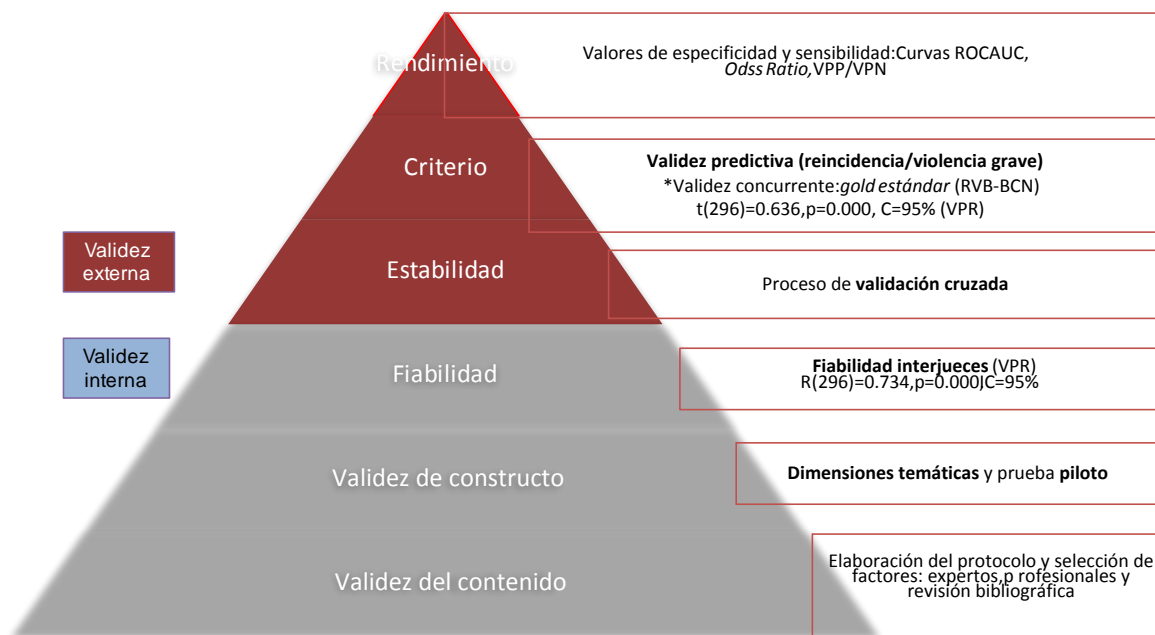 Rendimiento
Valores de especificidad y sensibilidad:Curvas ROCAUC,
Odss Ratio,VPP/VPN
Criterio
Validez predictiva (reincidencia/violencia grave)
*Validez concurrente:gold estándar (RVB-BCN)
t(296)=0.636,p=0.000, C=95% (VPR)
Validez
externa
Estabilidad
Proceso de validación cruzada
Validez
interna
Fiabilidad
Fiabilidad interjueces (VPR)
R(296)=0.734,p=0.000JC=95%
Validez de constructo
Dimensiones temáticas y prueba piloto
Validez del contenido
Elaboración del protocolo y selección de
factores: expertos,p rofesionales y
revisión bibliográfica